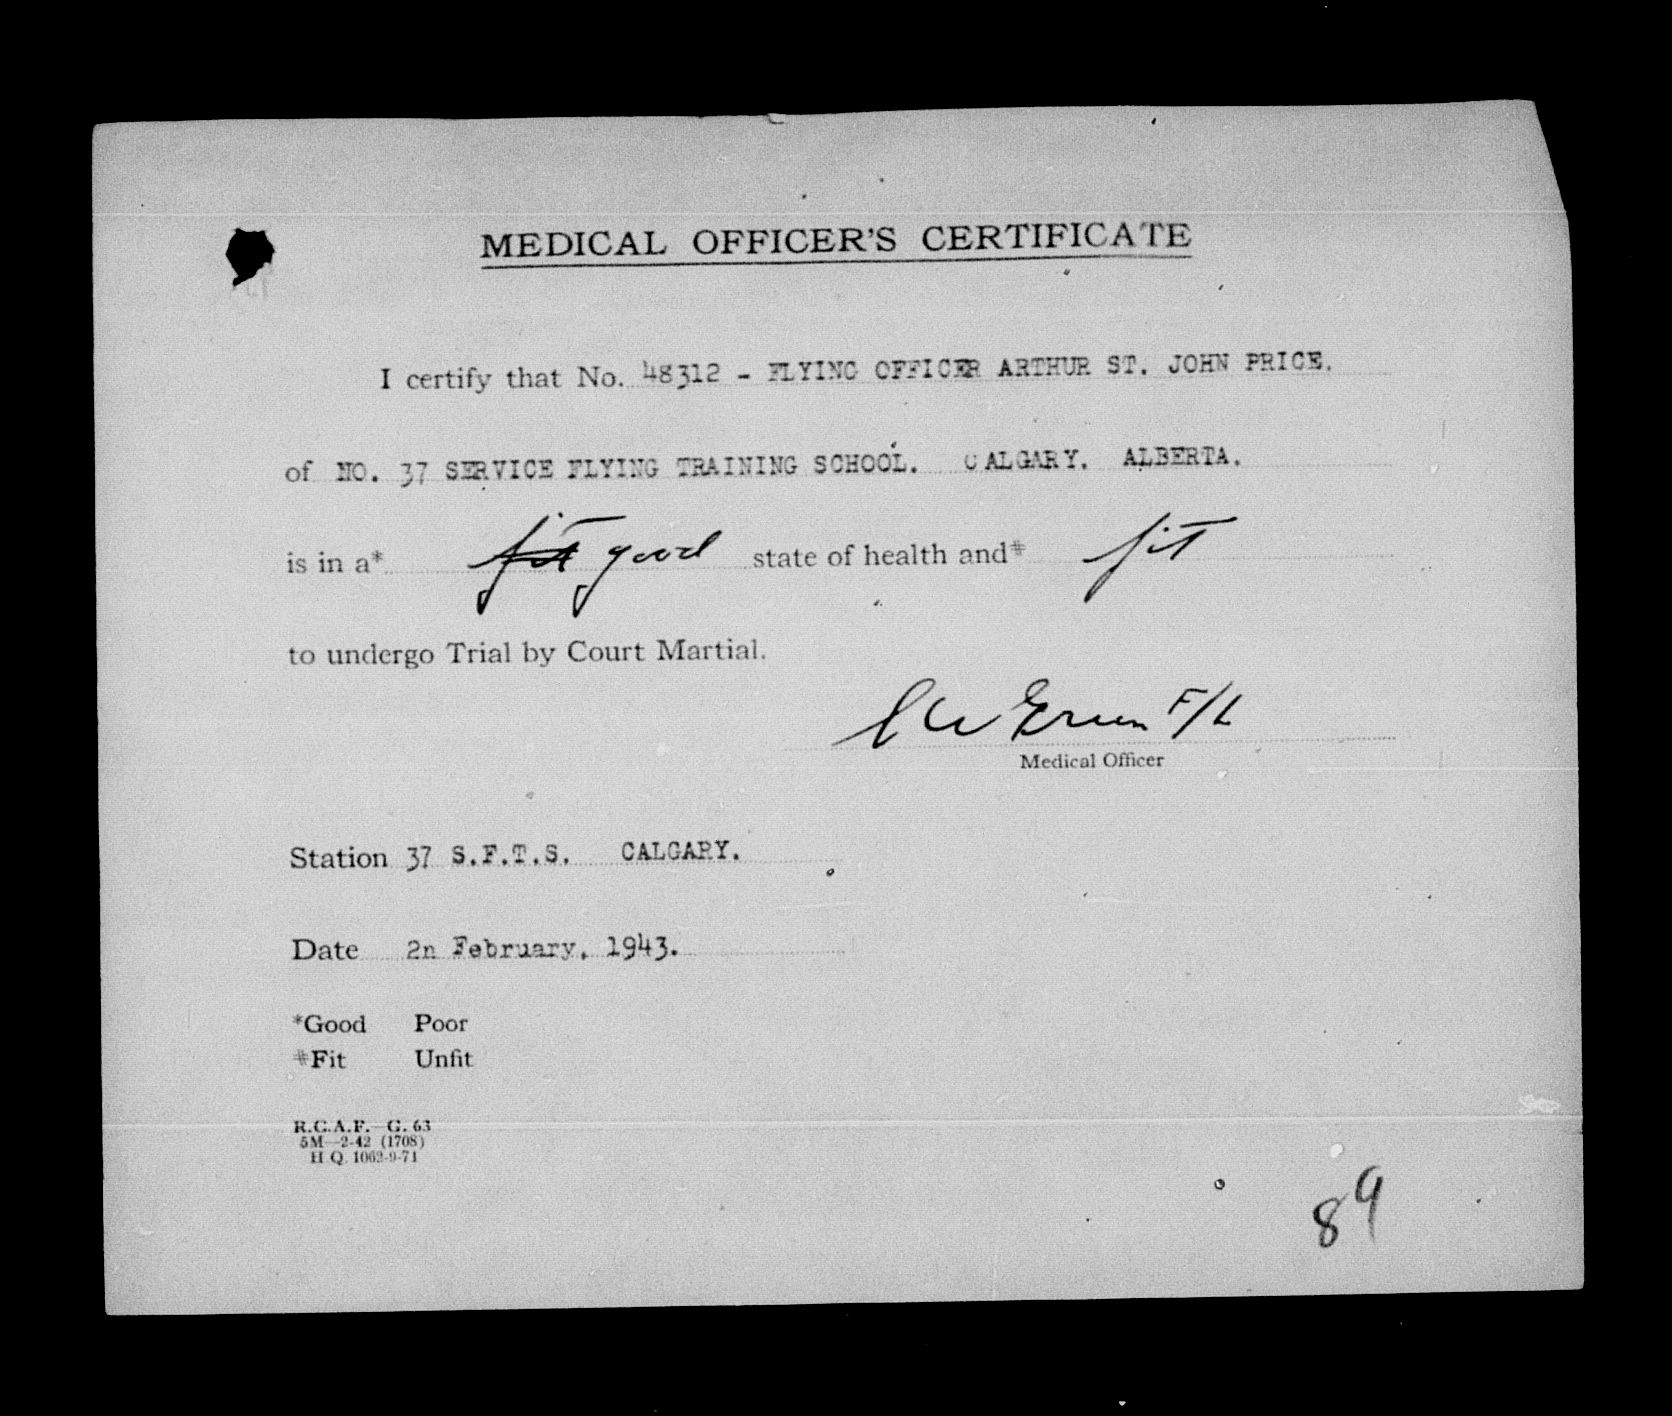 MEDICAL OFFICER'S CERTIFICATE
I certify that No. 48312 - FLYING OFFICER ARTHUR ST. JOHN PRICE.
of NO. 37 SERVICE FLYING TRAINING SCHOOL. CALGARY. ALBERTA.
is in a* fit good state of health and# fit
to undergo Trial by Court Martial.
F/L
Medical Officer
Station 37 S.F.T.S. CALGARY.
Date 2n February, 1943.
*Good Poor
#Fit Unfit
R.C.A.F.—G. 63
5M—2-42 (1708)
H.Q. 1062-9-71
89